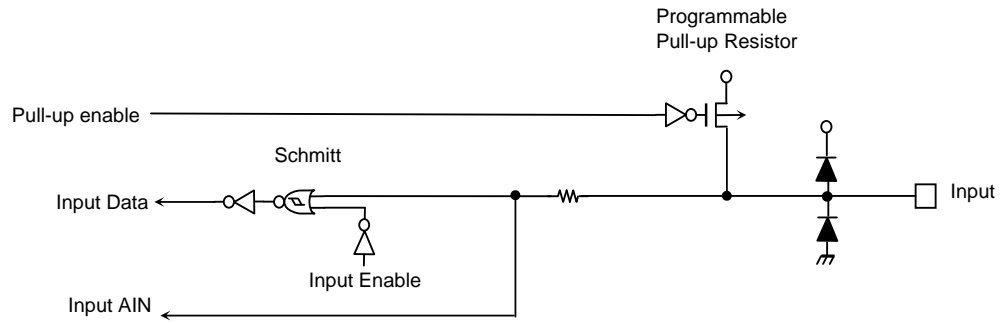 Programmable
Pull-up Resistor
Pull-up enable
Schmitt
Input Data
Input
Input Enable
Input AIN